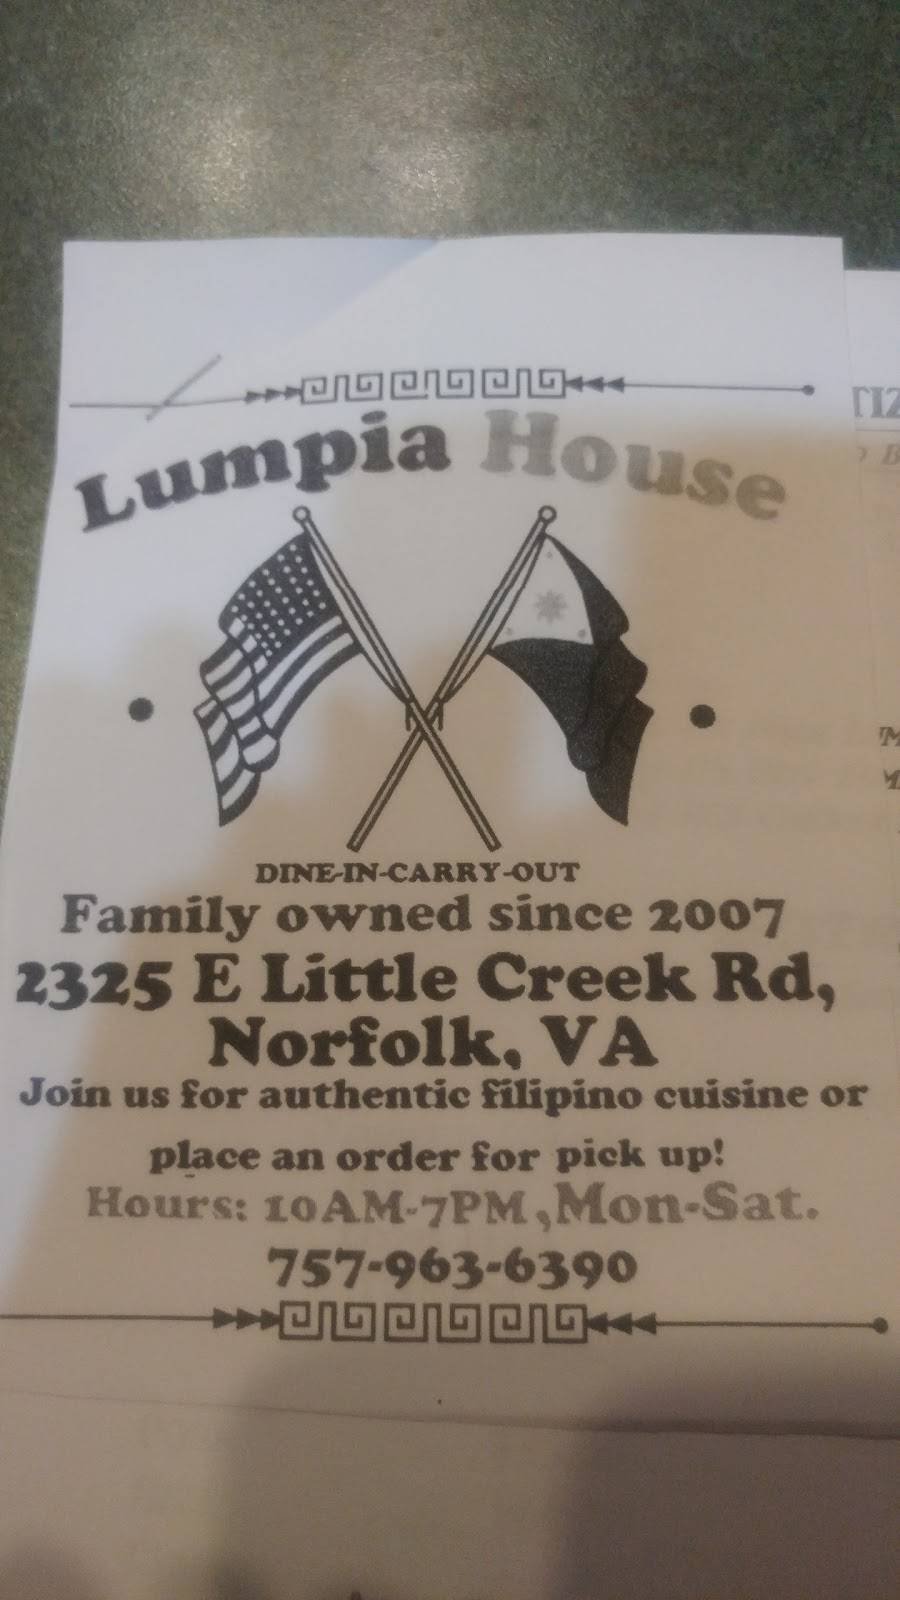 Lumpia House
DINE-IN-CARRY-OUT
Family owned since 2007
2325 E Little Creek Rd,
Norfolk, VA
Join us for authentic filipino cuisine or
place an order for pick up!
Hours: 10AM-7PM,Mon-Sat.
757-963-6390